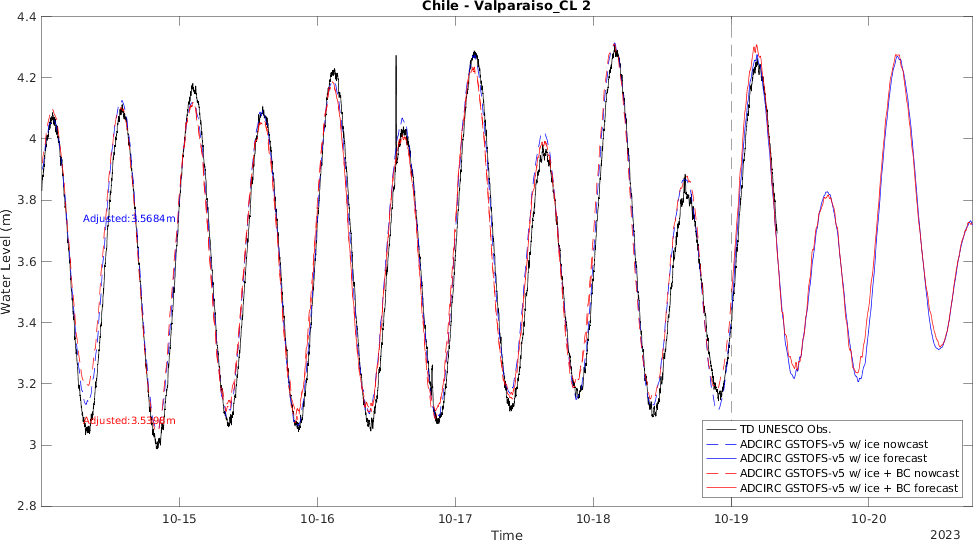 Chile - Valparaiso_CL 2
4.4
4.2
4
3.8
3.6
3.4
3.2
3
2.8
Water Level (m)
Adjusted:3.5684m
Adjusted:3.5398m
TD UNESCO Obs.
ADCIRC GSTOFS-v5 w/ ice nowcast
ADCIRC GSTOFS-v5 w/ ice forecast
ADCIRC GSTOFS-v5 w/ ice + BC nowcast
ADCIRC GSTOFS-v5 w/ ice + BC forecast
10-15 10-16 10-17 10-18 10-19 10-20
Time
2023